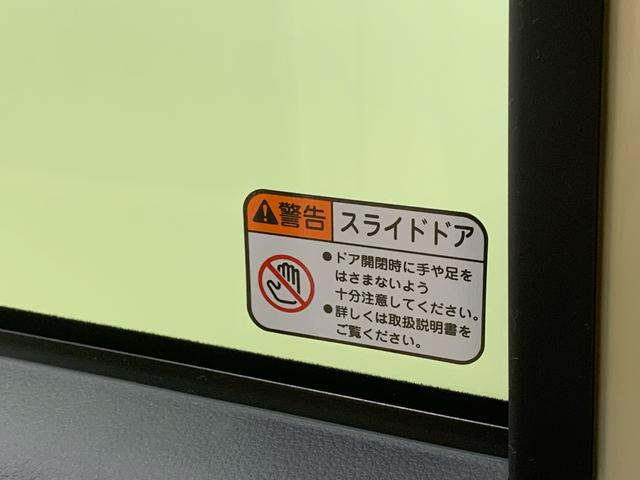 警告 スライドドア
●ドア開閉時に手や足を
はさまないよう
十分注意してください。
●詳しくは取扱説明書を
ご覧ください。